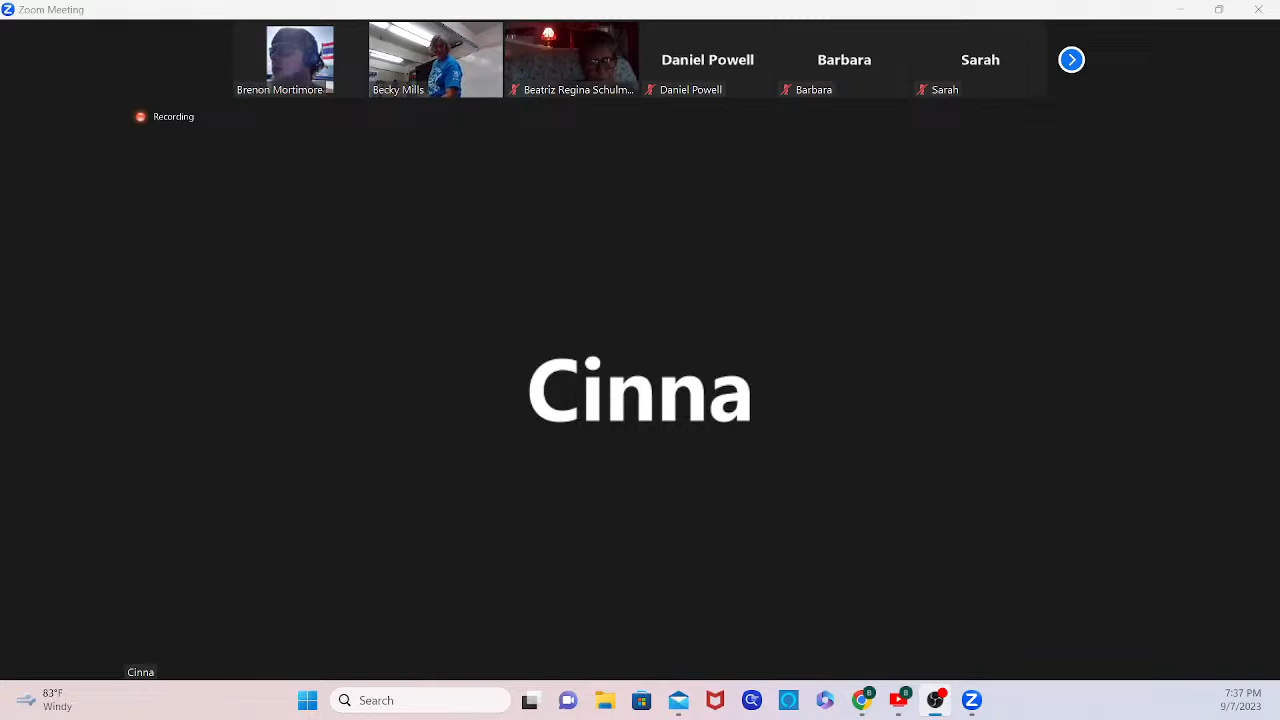 Zoom Meeting
Daniel Powell
Barbara
Sarah
Brenon Mortimore
Becky Mills
Beatriz Regina Schulm...
Daniel Powell
Barbara
Sarah
Recording
Cinna
Cinna
83°F
Windy
Search
7:37 PM
9/7/2023